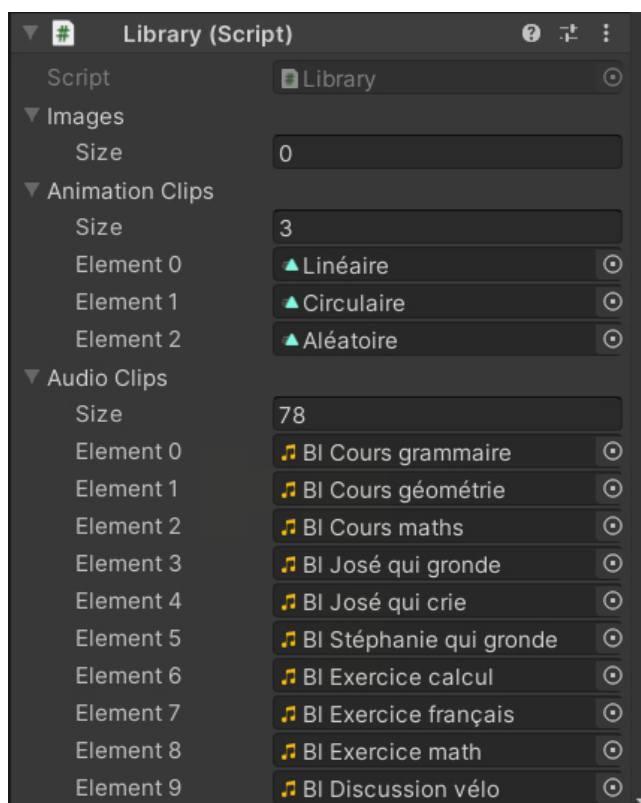 Library (Script)
Script Library
Images
Size 0
Animation Clips
Size 3
Element 0 Linéaire
Element 1 Circulaire
Element 2 Aléatoire
Audio Clips
Size 78
Element 0 BI Cours grammaire
Element 1 BI Cours géométrie
Element 2 BI Cours maths
Element 3 BI José qui gronde
Element 4 BI José qui crie
Element 5 BI Stéphanie qui gronde
Element 6 BI Exercice calcul
Element 7 BI Exercice français
Element 8 BI Exercice math
Element 9 BI Discussion vélo